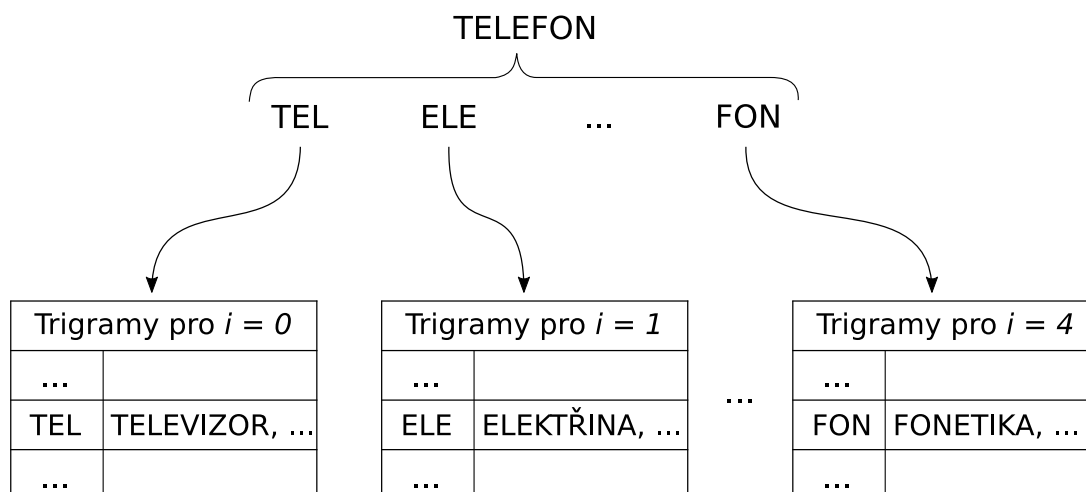 TELEFON
TEL ELE ... FON
Trigramy pro i = 0 Trigramy pro i = 1 Trigramy pro i = 4
... ... ...
...
TEL TELEVIZOR, ... ELE ELEKTŘINA, ... FON FONETIKA, ...
... ... ...